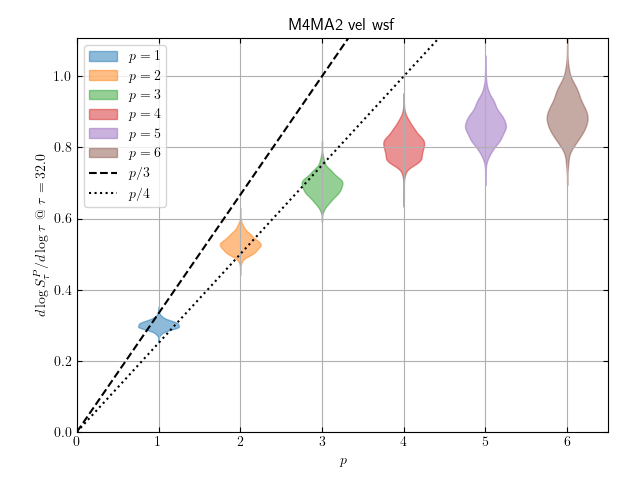 M4MA2 vel wsf
d log S_τ^P / d log τ @ τ = 32.0
1.0
0.8
0.6
0.4
0.2
0.0
p = 1
p = 2
p = 3
p = 4
p = 5
p = 6
p/3
p/4
0 1 2 3 4 5 6
p